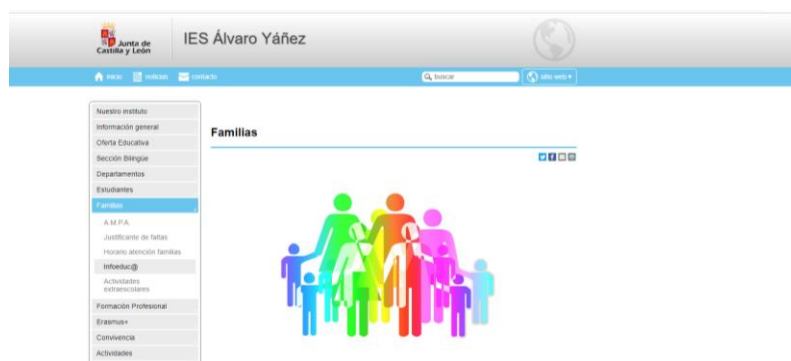 Junta de
Castilla y León
IES Álvaro Yáñez
inicio
noticias
contacto
buscar
sitio web
Nuestro instituto
Información general
Oferta Educativa
Sección Bilingüe
Departamentos
Estudiantes
Familias
A.M.P.A.
Justificante de faltas
Horario atención familias
Infoeduc@
Actividades
extraescolares
Formación Profesional
Erasmus+
Convivencia
Actividades
Familias